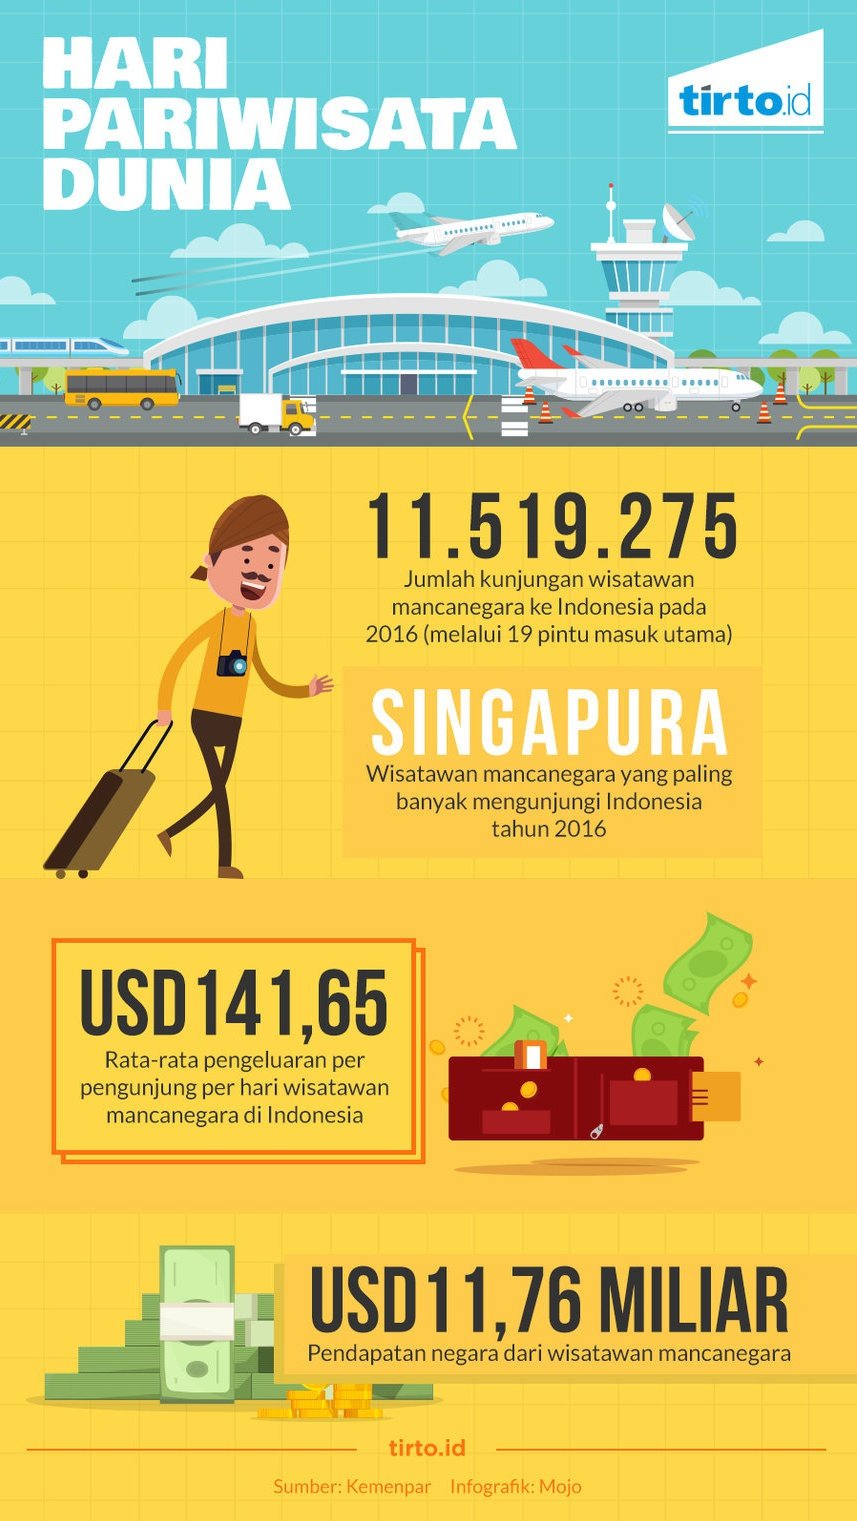 HARI
PARIWISATA
DUNIA
tirto.id
11.519.275
Jumlah kunjungan wisatawan
mancanegara ke Indonesia pada
2016 (melalui 19 pintu masuk utama)
SINGAPURA
Wisatawan mancanegara yang paling
banyak mengunjungi Indonesia
tahun 2016
USD141,65
Rata-rata pengeluaran per
pengunjung per hari wisatawan
mancanegara di Indonesia
USD11,76 MILIAR
Pendapatan negara dari wisatawan mancanegara
tirto.id
Sumber: Kemenpar Infografik: Mojo